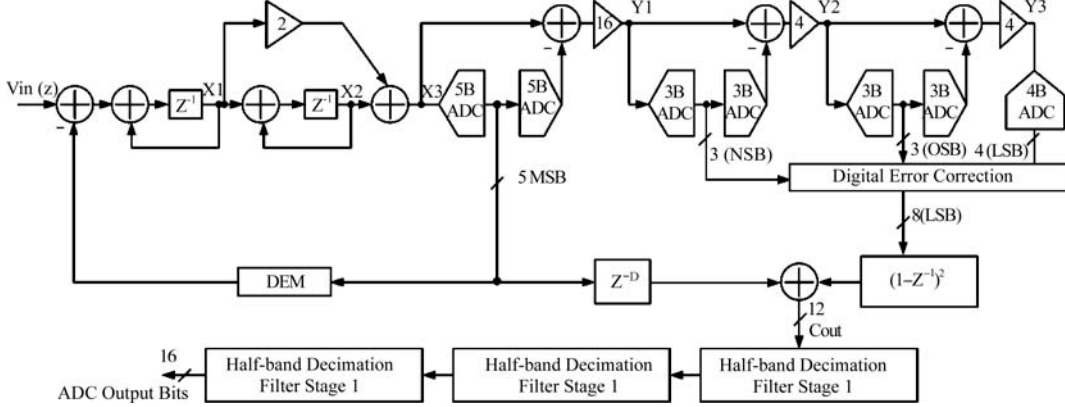 2
16
Y1
4
Y2
4
Y3
Vin (z)
Z⁻¹
X1
Z⁻¹
X2
X3
5B
ADC
5B
ADC
3B
ADC
3B
ADC
3B
ADC
3B
ADC
4B
ADC
3 (NSB)
3(OSB)
4(LSB)
5 MSB
Digital Error Correction
8(LSB)
DEM
Z⁻ᴰ
(1–Z⁻¹)²
12
Cout
16
ADC Output Bits
Half-band Decimation
Filter Stage 1
Half-band Decimation
Filter Stage 1
Half-band Decimation
Filter Stage 1